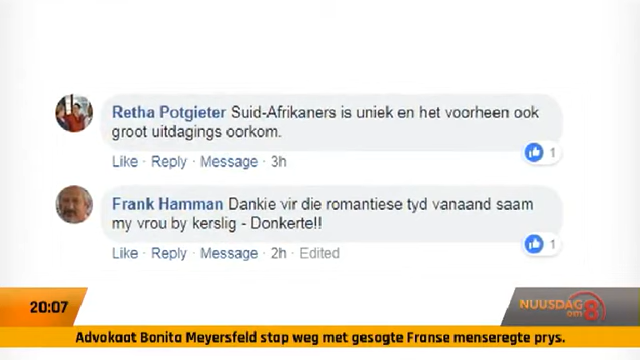 Retha Potgieter Suid-Afrikaners is uniek en het voorheen ook
groot uitdagings oorkom.
Like · Reply · Message · 3h
1
Frank Hamman Dankie vir die romantiese tyd vanaand saam
my vrou by kerslig - Donkerte!!
Like · Reply · Message · 2h · Edited
1
20:07
NUUSDAG
om 8
Advokaat Bonita Meyersfeld stap weg met gesogte Franse menseregte prys.